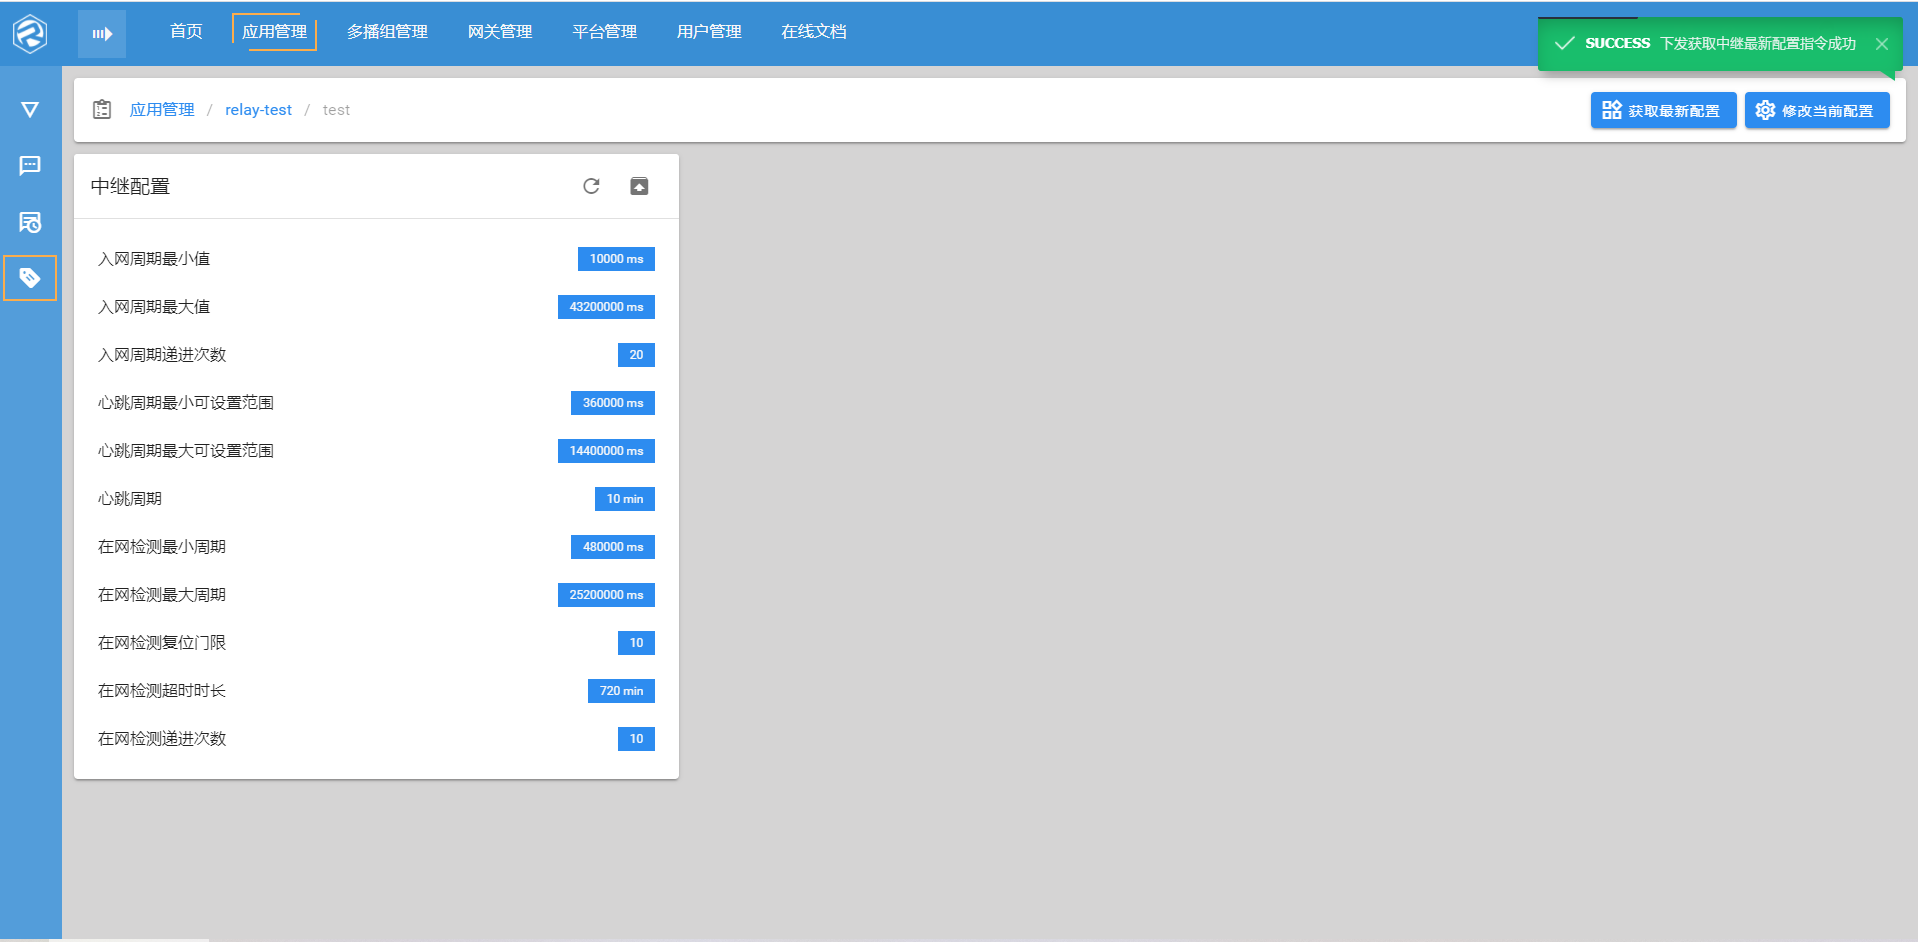 首页 应用管理 多播组管理 网关管理 平台管理 用户管理 在线文档
SUCCESS 下发获取中继最新配置指令成功
应用管理 / relay-test / test
获取最新配置 修改当前配置
中继配置
入网周期最小值 10000 ms
入网周期最大值 43200000 ms
入网周期递进次数 20
心跳周期最小可设置范围 360000 ms
心跳周期最大可设置范围 14400000 ms
心跳周期 10 min
在网检测最小周期 480000 ms
在网检测最大周期 25200000 ms
在网检测复位门限 10
在网检测超时时长 720 min
在网检测递进次数 10